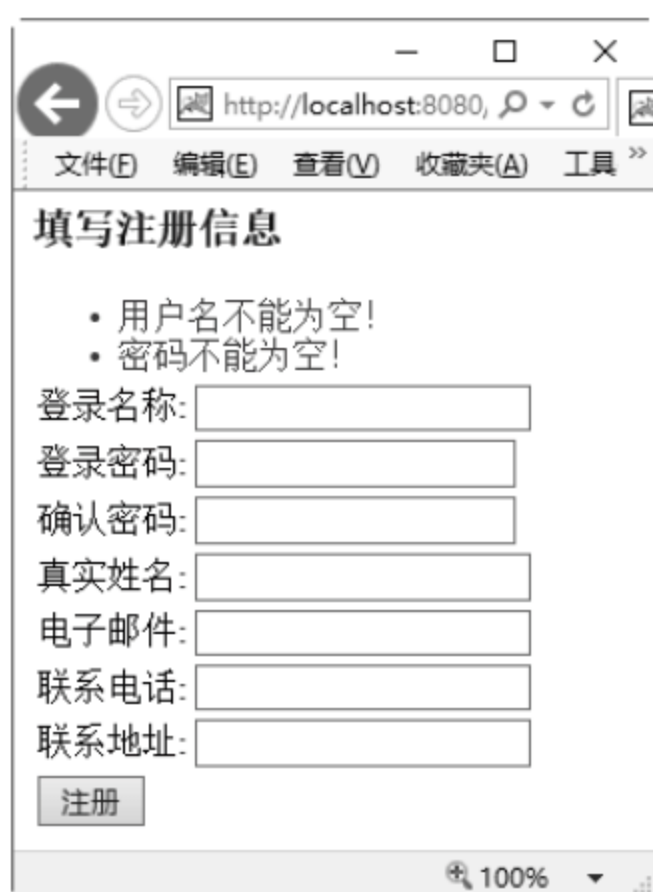 http://localhost:8080,
文件(F) 编辑(E) 查看(V) 收藏夹(A) 工具 »
填写注册信息
• 用户名不能为空!
• 密码不能为空!
登录名称:
登录密码:
确认密码:
真实姓名:
电子邮件:
联系电话:
联系地址:
注册
100%